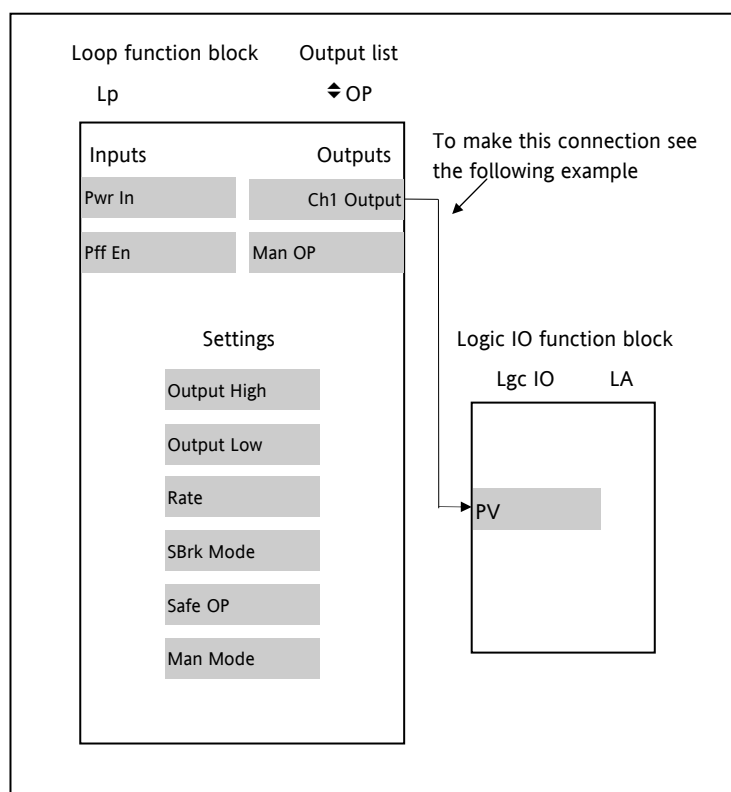 Loop function block Output list
Lp OP
To make this connection see
the following example
Inputs Outputs
Pwr In Ch1 Output
Pff En Man OP
Settings
Output High
Output Low
Rate
SBrk Mode
Safe OP
Man Mode
Logic IO function block
Lgc IO LA
PV